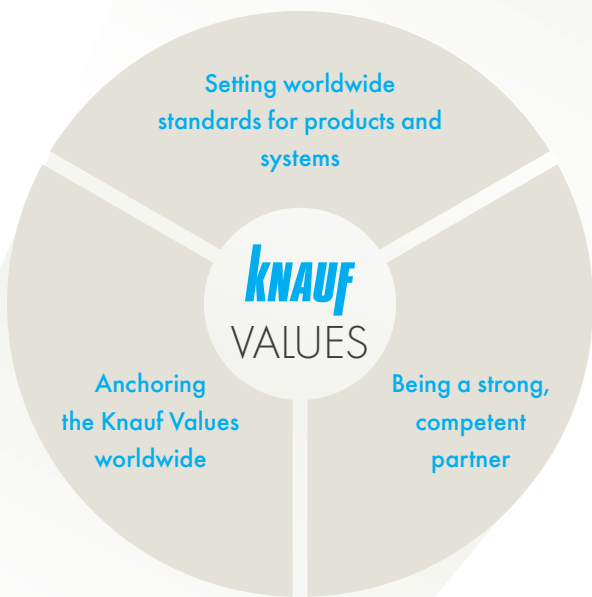 Setting worldwide
standards for products and
systems
KNAUF
VALUES
Anchoring
the Knauf Values
worldwide
Being a strong,
competent
partner